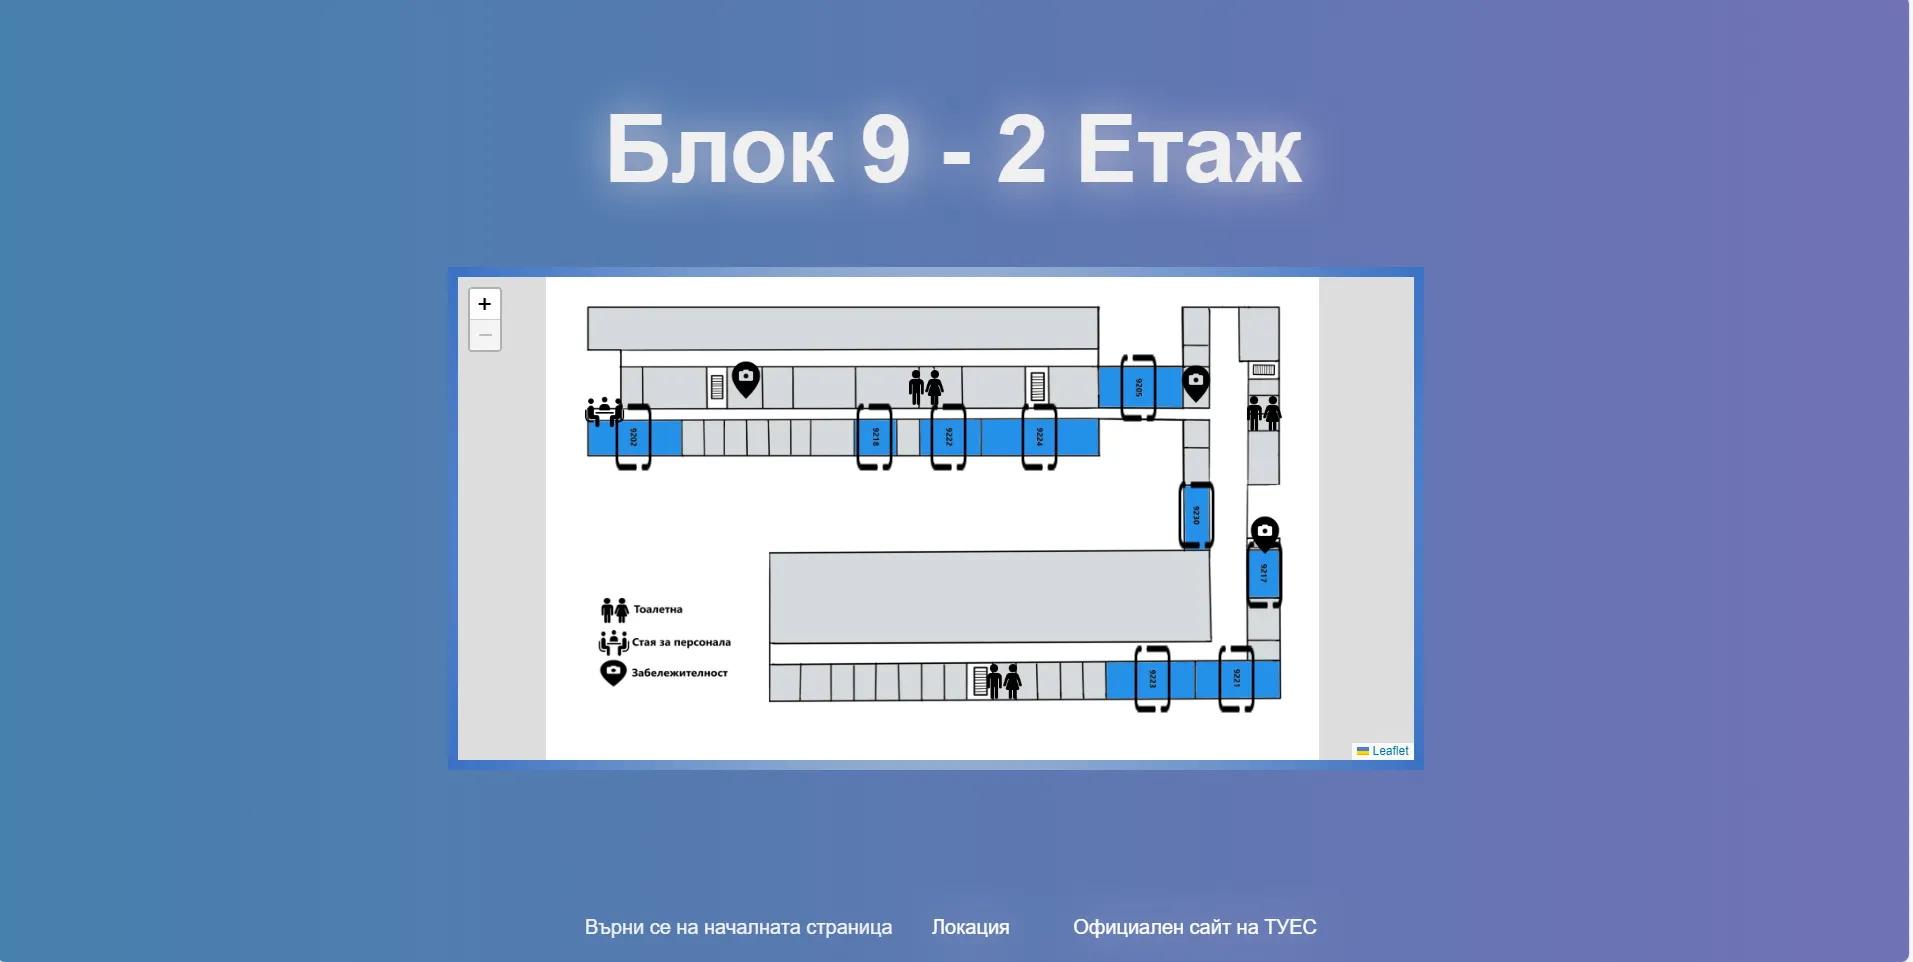 Блок 9 - 2 Етаж
+
−
9205
9202
9218
9222
9224
9230
9217
Тоалетна
Стая за персонала
Забележителност
9223
9221
Leaflet
Върни се на началната страница
Локация
Официален сайт на ТУЕС